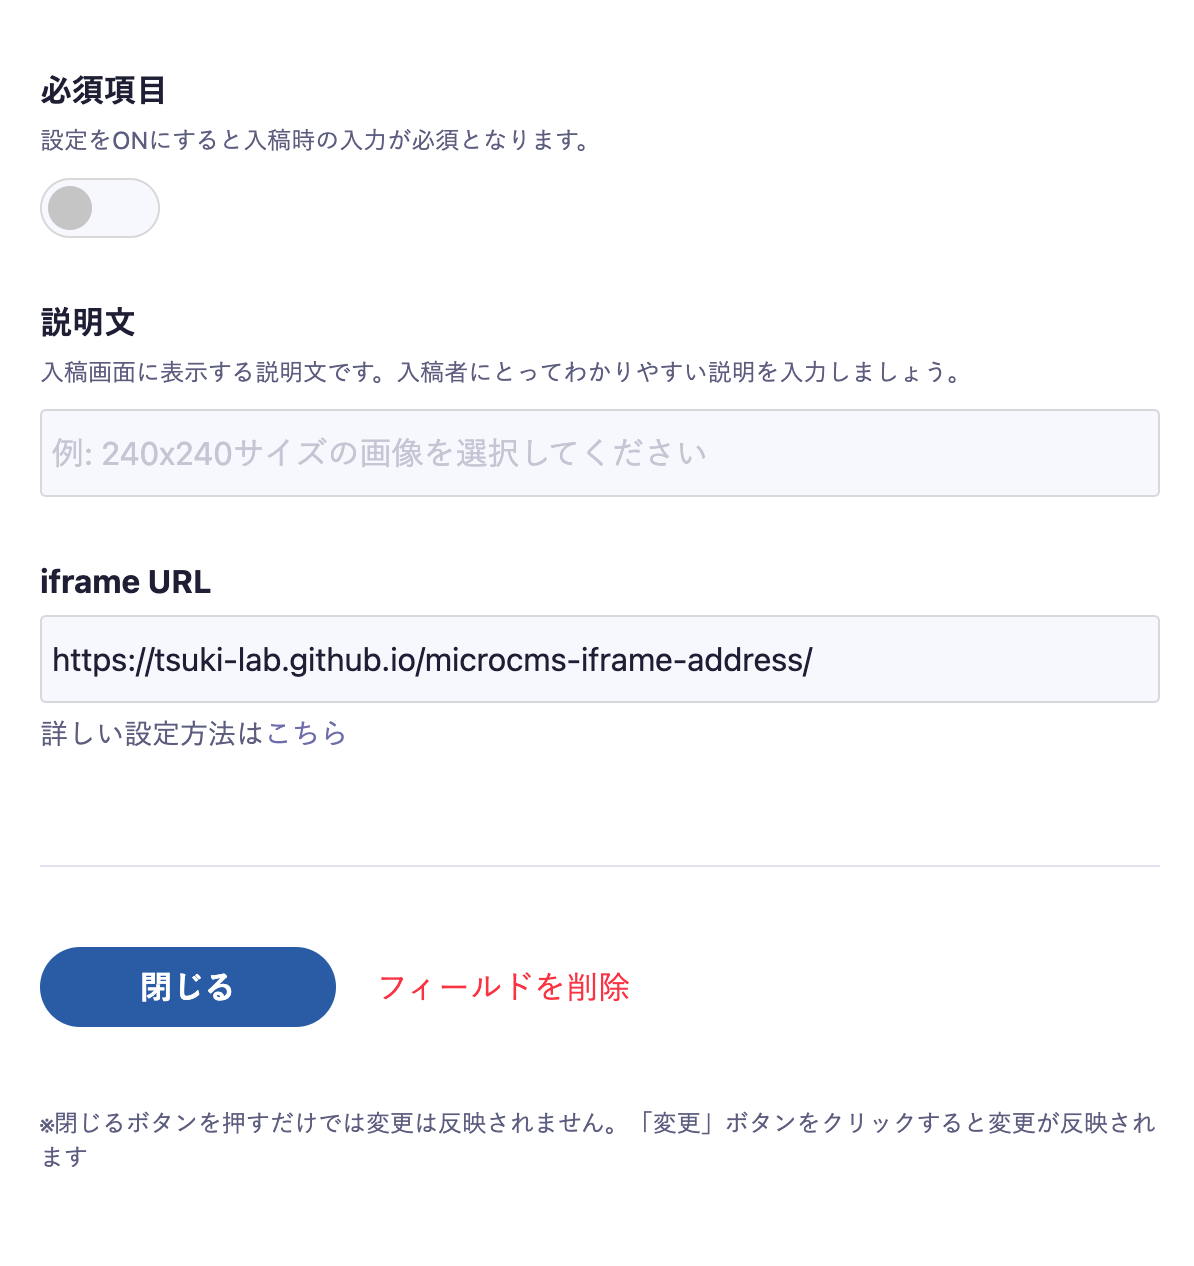 必須項目
設定をONにすると入稿時の入力が必須となります。
説明文
入稿画面に表示する説明文です。入稿者にとってわかりやすい説明を入力しましょう。
例: 240x240サイズの画像を選択してください
iframe URL
https://tsuki-lab.github.io/microcms-iframe-address/
詳しい設定方法はこちら
閉じる フィールドを削除
※閉じるボタンを押すだけでは変更は反映されません。「変更」ボタンをクリックすると変更が反映され
ます